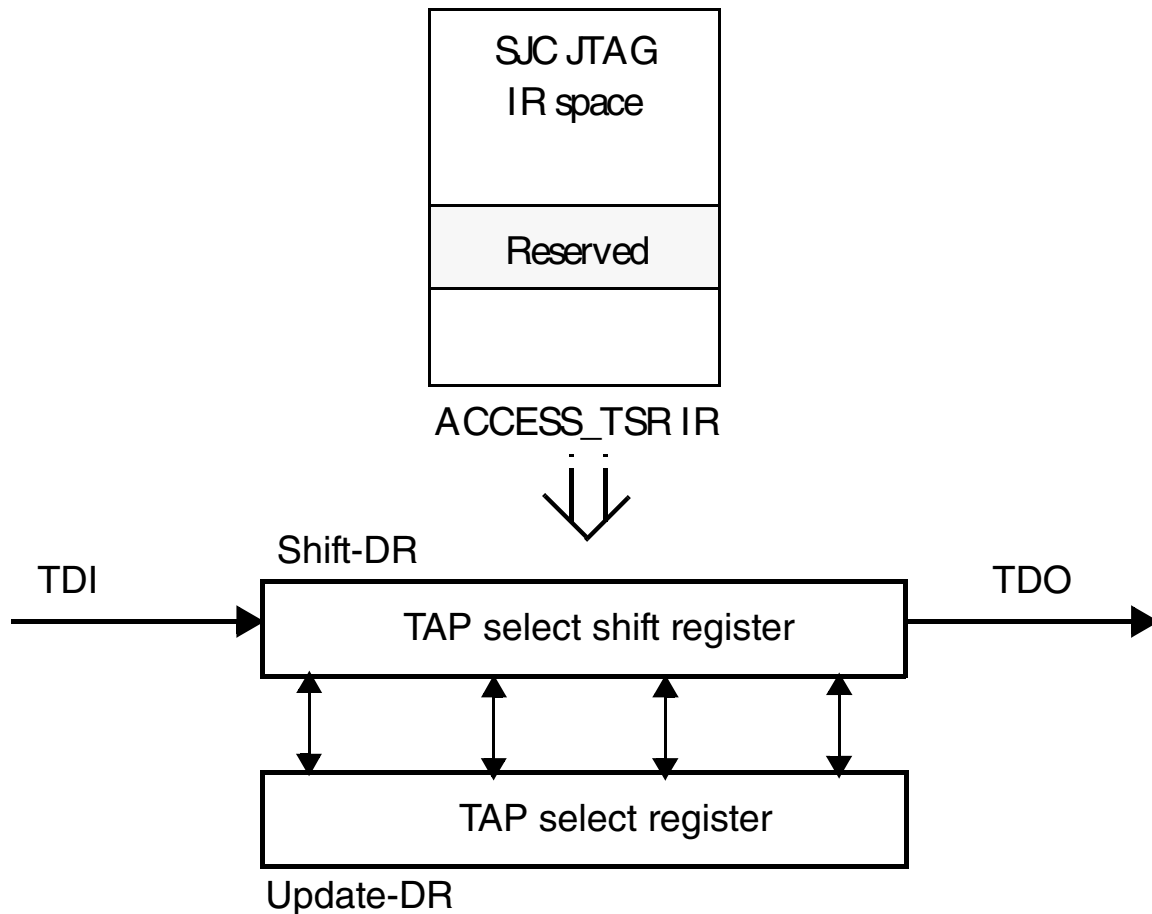 SJC JTAG
IR space
Reserved
ACCESS_TSR IR
Shift-DR
TDI
TDO
TAP select shift register
TAP select register
Update-DR